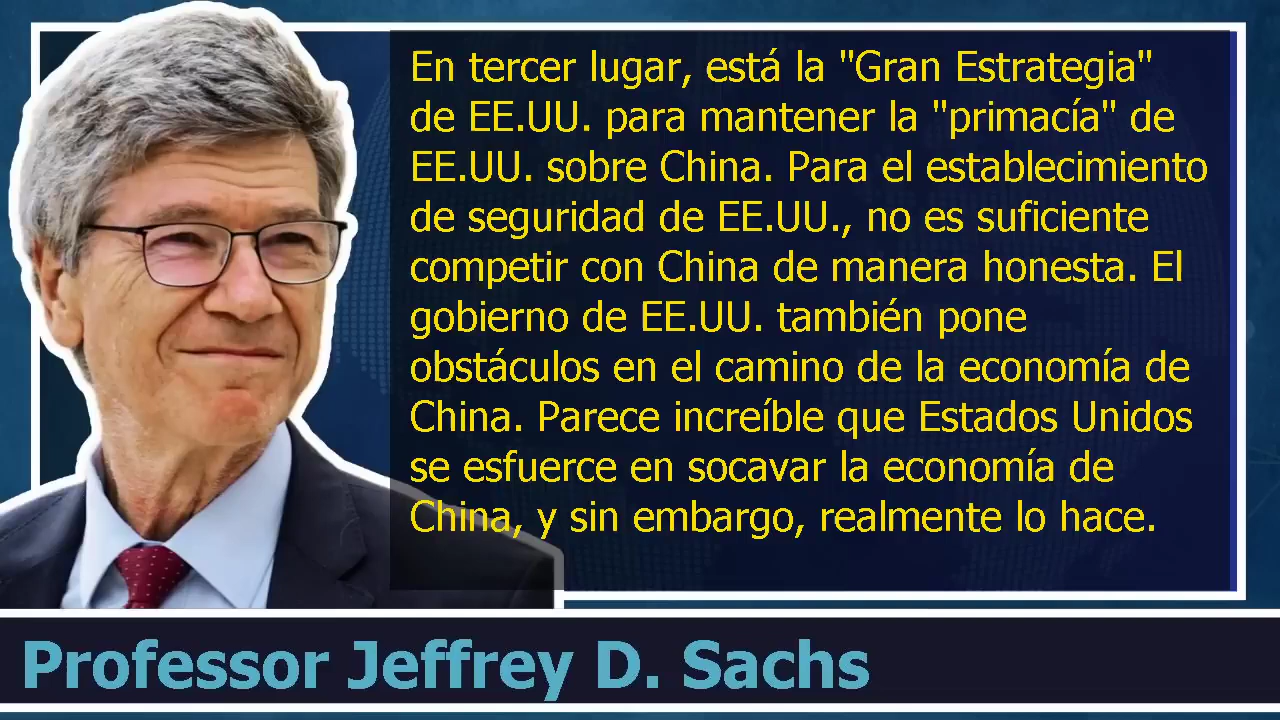 En tercer lugar, está la "Gran Estrategia"
de EE.UU. para mantener la "primacía" de
EE.UU. sobre China. Para el establecimiento
de seguridad de EE.UU., no es suficiente
competir con China de manera honesta. El
gobierno de EE.UU. también pone
obstáculos en el camino de la economía de
China. Parece increíble que Estados Unidos
se esfuerce en socavar la economía de
China, y sin embargo, realmente lo hace.
Professor Jeffrey D. Sachs